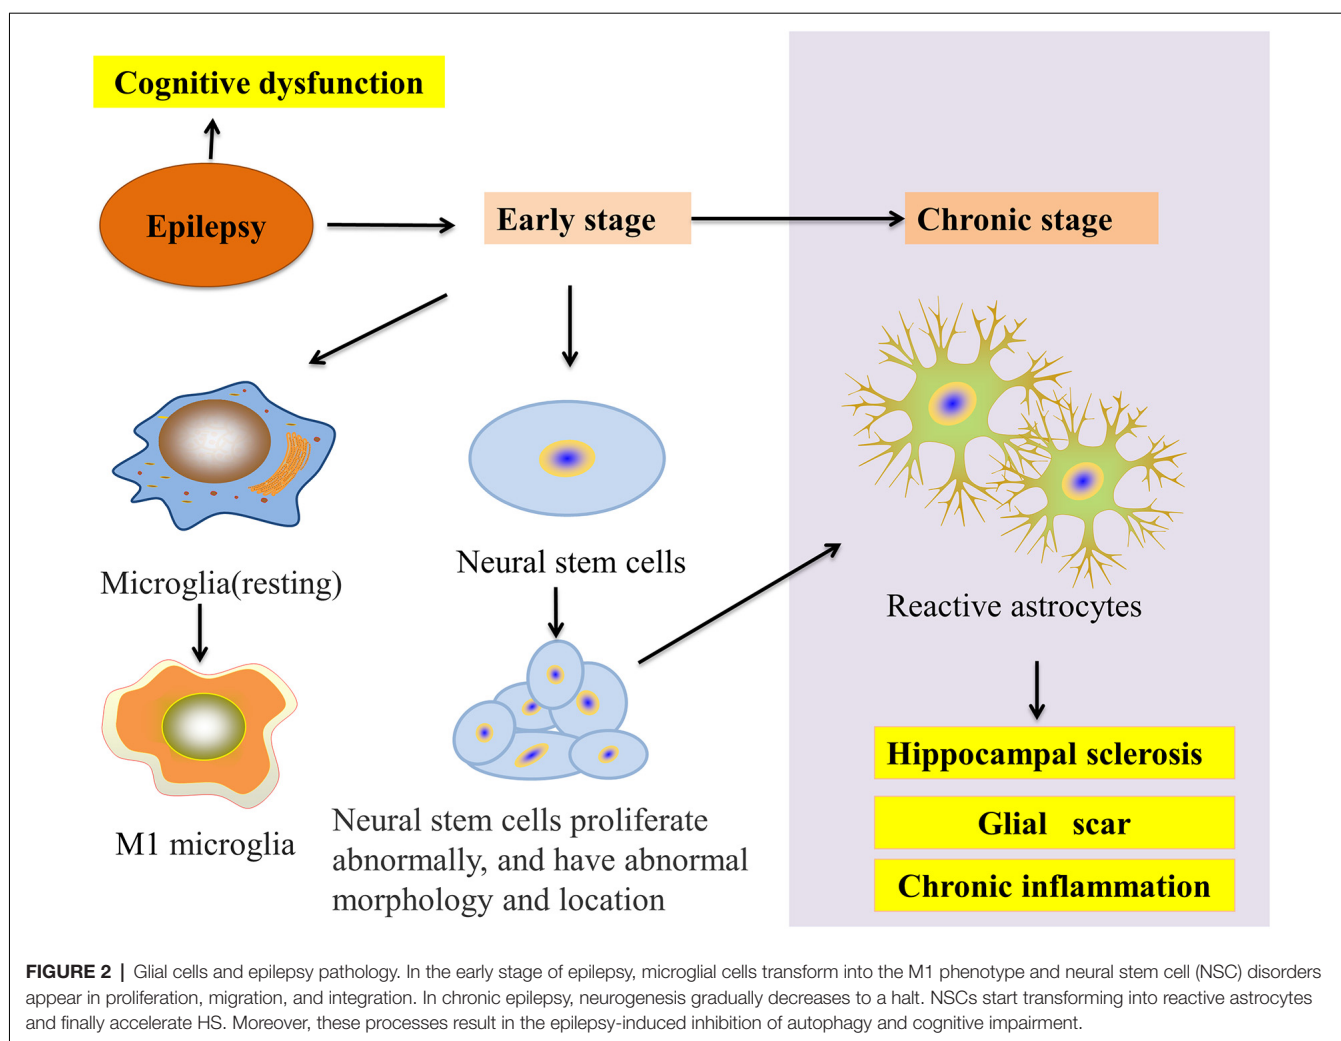 Cognitive dysfunction
Epilepsy
Early stage
Chronic stage
Microglia(resting)
Neural stem cells
Reactive astrocytes
M1 microglia
Neural stem cells proliferate
abnormally, and have abnormal
morphology and location
Hippocampal sclerosis
Glial scar
Chronic inflammation
FIGURE 2 | Glial cells and epilepsy pathology. In the early stage of epilepsy, microglial cells transform into the M1 phenotype and neural stem cell (NSC) disorders
appear in proliferation, migration, and integration. In chronic epilepsy, neurogenesis gradually decreases to a halt. NSCs start transforming into reactive astrocytes
and finally accelerate HS. Moreover, these processes result in the epilepsy-induced inhibition of autophagy and cognitive impairment.